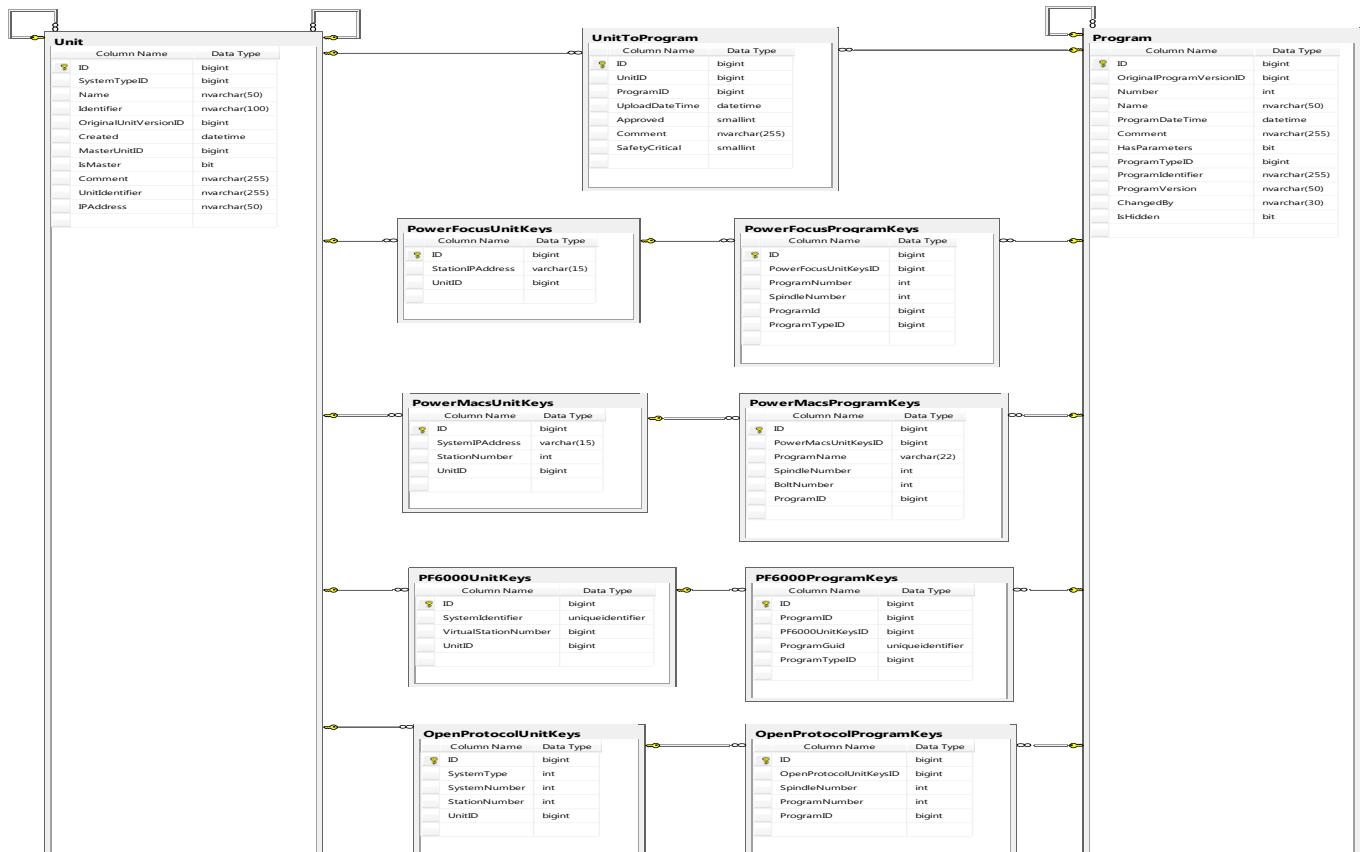 Unit
Column Name Data Type
ID bigint
SystemTypeID bigint
Name nvarchar(50)
Identifier nvarchar(100)
OriginalUnitVersionID bigint
Created datetime
MasterUnitID bigint
IsMaster bit
Comment nvarchar(255)
UnitIdentifier nvarchar(255)
IPAddress nvarchar(50)
UnitToProgram
Column Name Data Type
ID bigint
UnitID bigint
ProgramID bigint
UploadDateTime datetime
Approved smallint
Comment nvarchar(255)
SafetyCritical smallint
Program
Column Name Data Type
ID bigint
OriginalProgramVersionID bigint
Number int
Name nvarchar(50)
ProgramDateTime datetime
Comment nvarchar(255)
HasParameters bit
ProgramTypeID bigint
ProgramIdentifier nvarchar(255)
ProgramVersion nvarchar(50)
ChangedBy nvarchar(30)
IsHidden bit
PowerFocusUnitKeys
Column Name Data Type
ID bigint
StationIPAddress varchar(15)
UnitID bigint
PowerFocusProgramKeys
Column Name Data Type
ID bigint
PowerFocusUnitKeysID bigint
ProgramNumber int
SpindleNumber int
ProgramId bigint
ProgramTypeID bigint
PowerMacsUnitKeys
Column Name Data Type
ID bigint
SystemIPAddress varchar(15)
StationNumber int
UnitID bigint
PowerMacsProgramKeys
Column Name Data Type
ID bigint
PowerMacsUnitKeysID bigint
ProgramName varchar(22)
SpindleNumber int
BoltNumber int
ProgramID bigint
PF6000UnitKeys
Column Name Data Type
ID bigint
SystemIdentifier uniqueidentifier
VirtualStationNumber bigint
UnitID bigint
PF6000ProgramKeys
Column Name Data Type
ID bigint
ProgramID bigint
PF6000UnitKeysID bigint
ProgramGuid uniqueidentifier
ProgramTypeID bigint
OpenProtocolUnitKeys
Column Name Data Type
ID bigint
SystemType int
SystemNumber int
StationNumber int
UnitID bigint
OpenProtocolProgramKeys
Column Name Data Type
ID bigint
OpenProtocolUnitKeysID bigint
SpindleNumber int
ProgramNumber int
ProgramID bigint